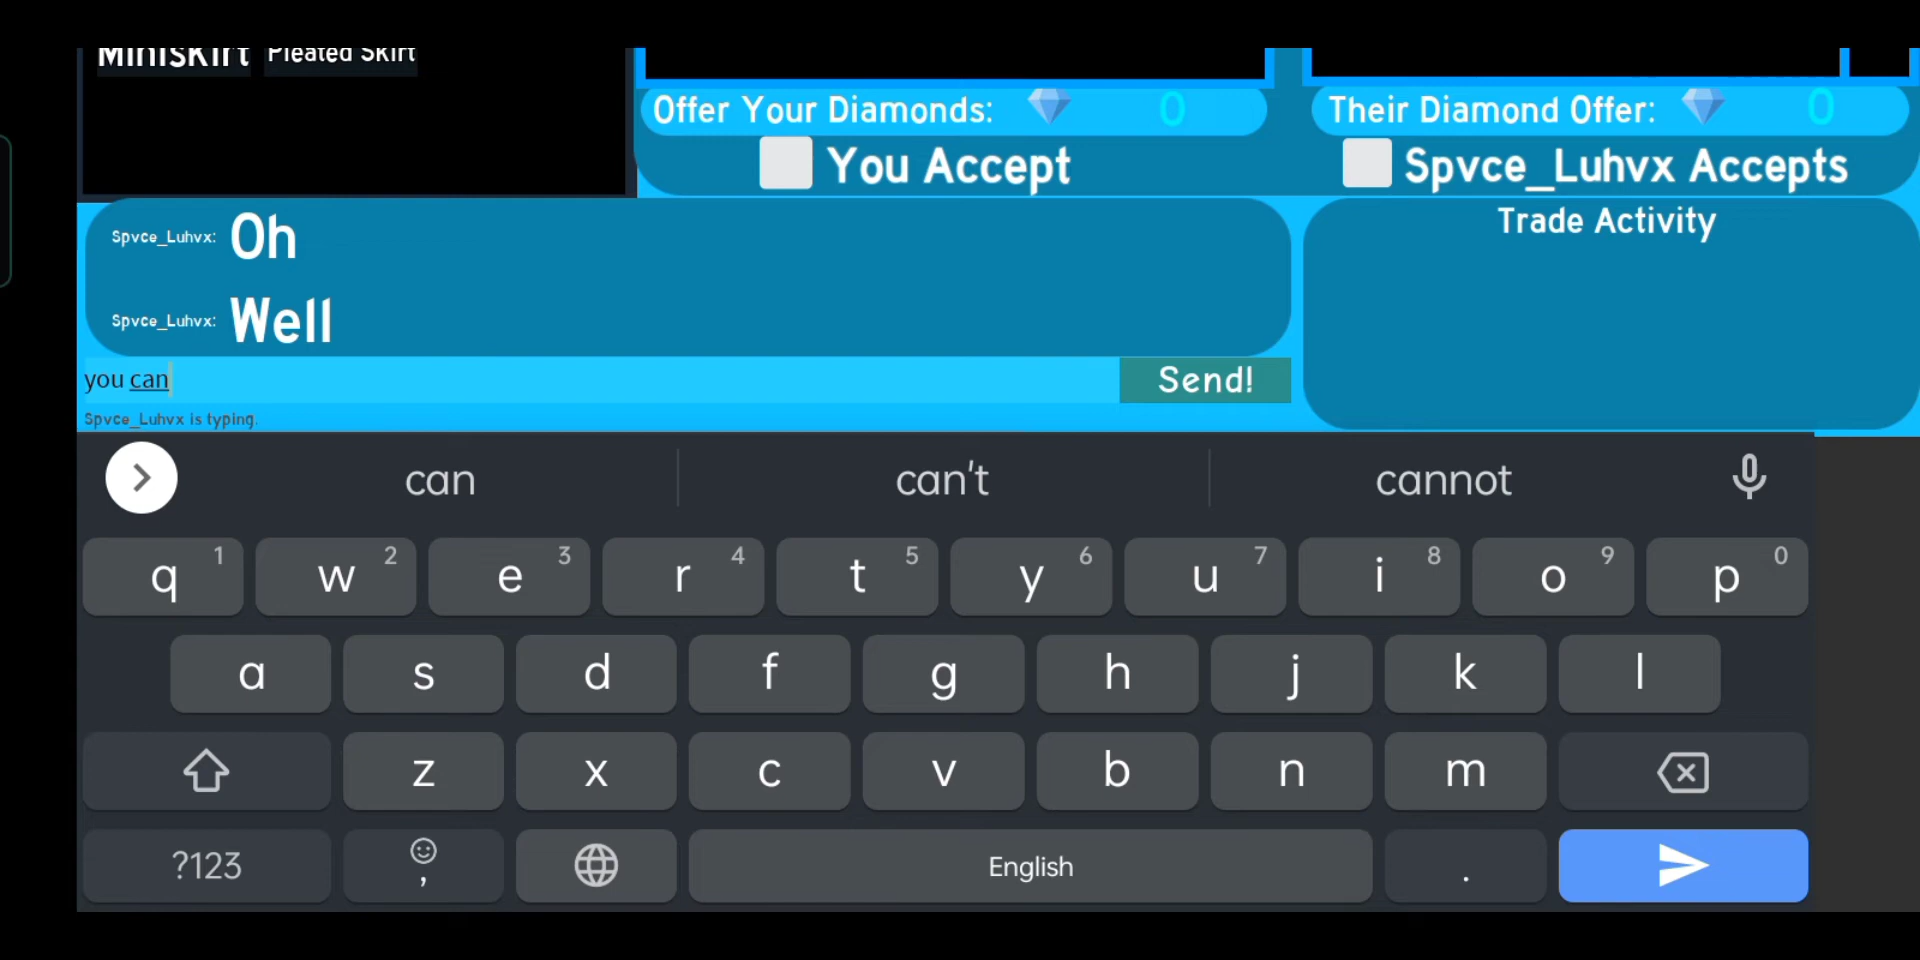 Miniskirt Pleated Skirt
Offer Your Diamonds: 0
Their Diamond Offer: 0
You Accept
Spvce_Luhvx Accepts
Spvce_Luhvx: Oh
Spvce_Luhvx: Well
Trade Activity
you can
Send!
Spvce_Luhvx is typing.
can can't cannot
q 1 w 2 e 3 r 4 t 5 y 6 u 7 i 8 o 9 p 0
a s d f g h j k l
z x c v b n m
?123 , English .